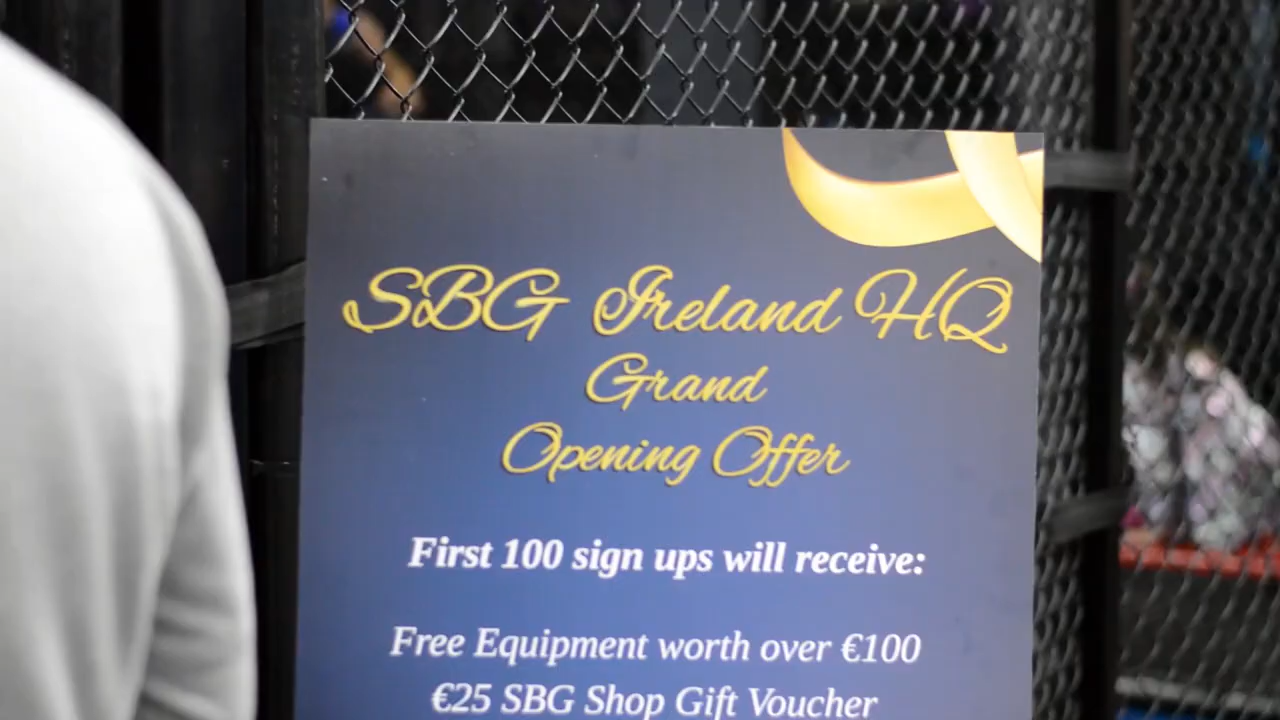 SBG Ireland HQ
Grand
Opening Offer
First 100 sign ups will receive:
Free Equipment worth over €100
€25 SBG Shop Gift Voucher